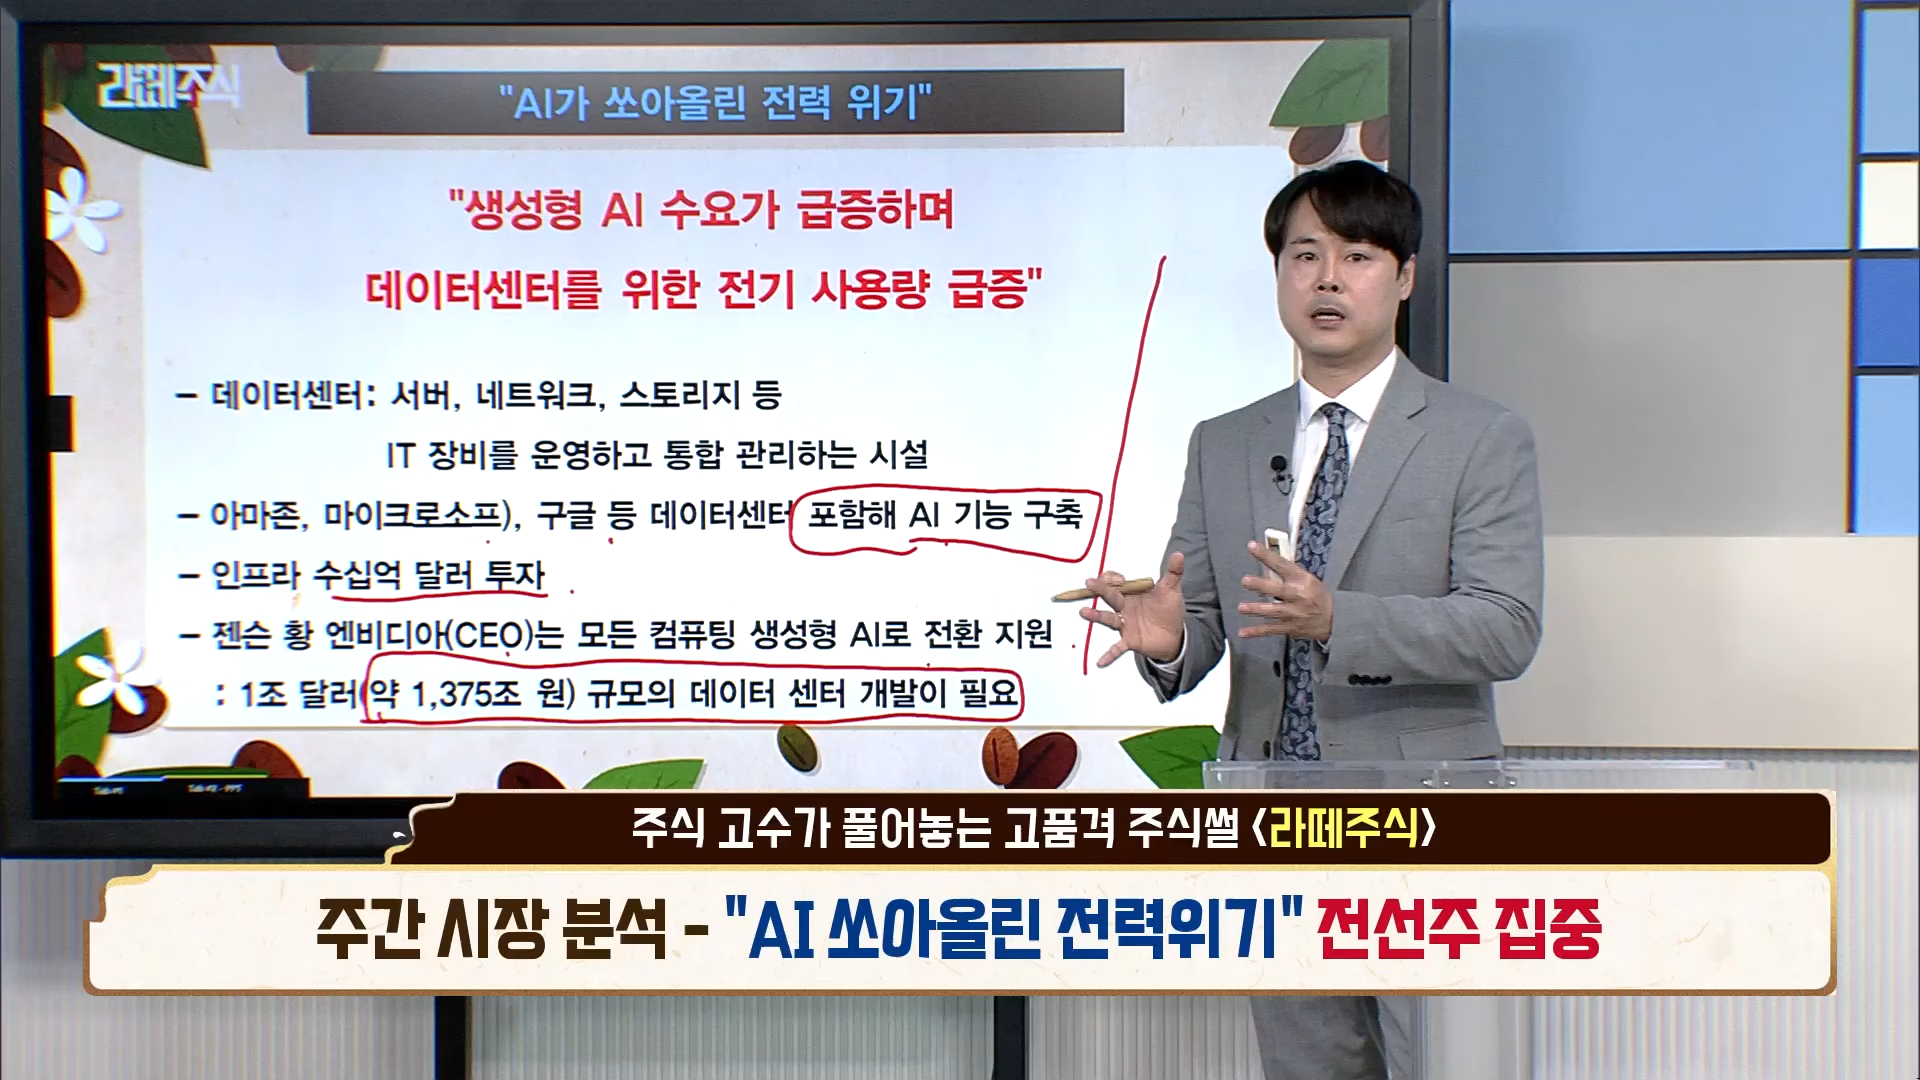 라떼주식
"AI가 쏘아올린 전력 위기"
"생성형 AI 수요가 급증하며
데이터센터를 위한 전기 사용량 급증"
– 데이터센터: 서버, 네트워크, 스토리지 등
IT 장비를 운영하고 통합 관리하는 시설
– 아마존, 마이크로소프), 구글 등 데이터센터 포함해 AI 기능 구축
– 인프라 수십억 달러 투자
– 젠슨 황 엔비디아(CEO)는 모든 컴퓨팅 생성형 AI로 전환 지원
: 1조 달러(약 1,375조 원) 규모의 데이터 센터 개발이 필요
주식 고수가 풀어놓는 고품격 주식썰 <라떼주식>
주간 시장 분석 - "AI 쏘아올린 전력위기" 전선주 집중